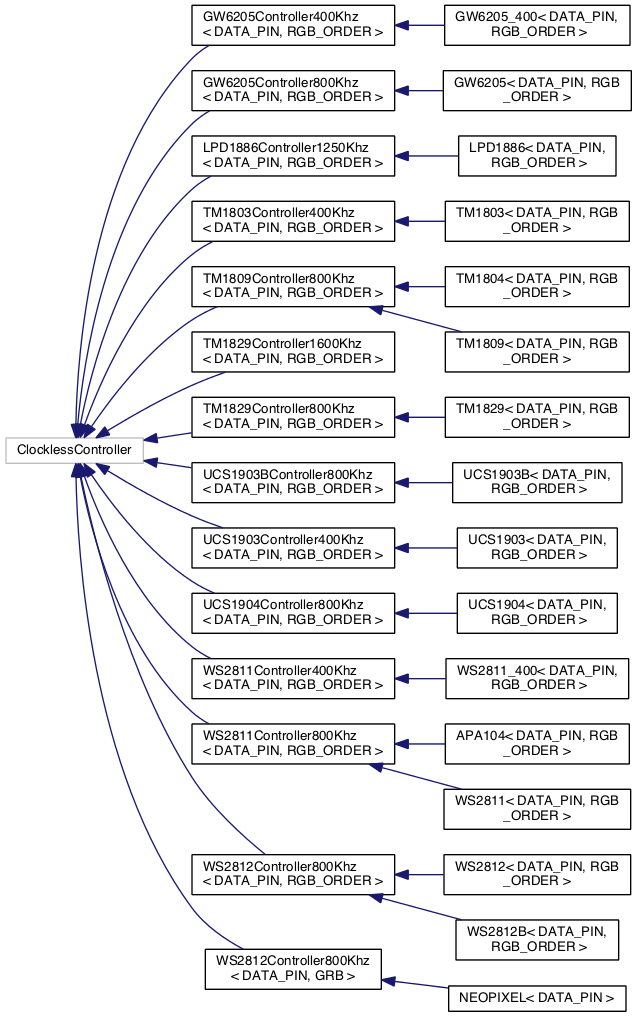 GW6205Controller400Khz
< DATA_PIN, RGB_ORDER >
GW6205_400< DATA_PIN,
RGB_ORDER >
GW6205Controller800Khz
< DATA_PIN, RGB_ORDER >
GW6205< DATA_PIN, RGB
_ORDER >
LPD1886Controller1250Khz
< DATA_PIN, RGB_ORDER >
LPD1886< DATA_PIN,
RGB_ORDER >
TM1803Controller400Khz
< DATA_PIN, RGB_ORDER >
TM1803< DATA_PIN, RGB
_ORDER >
TM1809Controller800Khz
< DATA_PIN, RGB_ORDER >
TM1804< DATA_PIN, RGB
_ORDER >
TM1829Controller1600Khz
< DATA_PIN, RGB_ORDER >
TM1809< DATA_PIN, RGB
_ORDER >
TM1829Controller800Khz
< DATA_PIN, RGB_ORDER >
TM1829< DATA_PIN, RGB
_ORDER >
ClocklessController
UCS1903BController800Khz
< DATA_PIN, RGB_ORDER >
UCS1903B< DATA_PIN,
RGB_ORDER >
UCS1903Controller400Khz
< DATA_PIN, RGB_ORDER >
UCS1903< DATA_PIN,
RGB_ORDER >
UCS1904Controller800Khz
< DATA_PIN, RGB_ORDER >
UCS1904< DATA_PIN,
RGB_ORDER >
WS2811Controller400Khz
< DATA_PIN, RGB_ORDER >
WS2811_400< DATA_PIN,
RGB_ORDER >
WS2811Controller800Khz
< DATA_PIN, RGB_ORDER >
APA104< DATA_PIN, RGB
_ORDER >
WS2811< DATA_PIN, RGB
_ORDER >
WS2812Controller800Khz
< DATA_PIN, RGB_ORDER >
WS2812< DATA_PIN, RGB
_ORDER >
WS2812B< DATA_PIN,
RGB_ORDER >
WS2812Controller800Khz
< DATA_PIN, GRB >
NEOPIXEL< DATA_PIN >